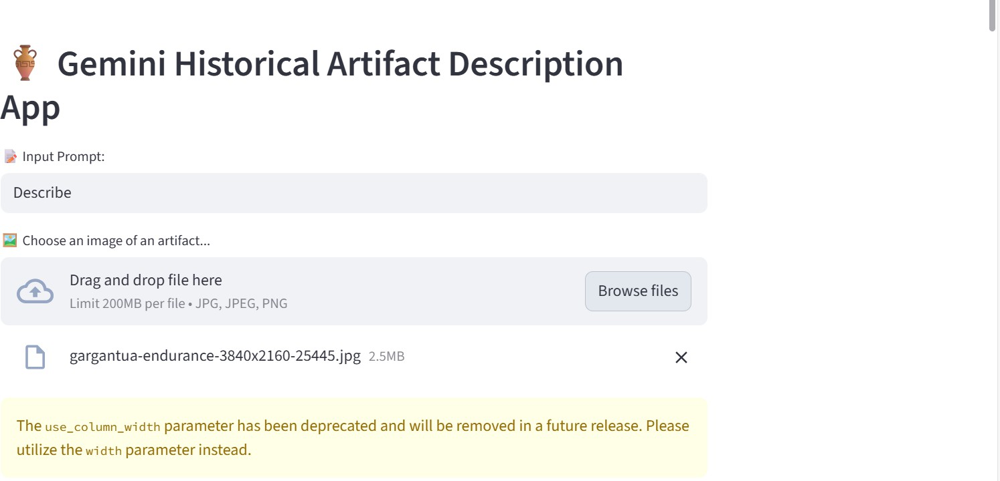 Gemini Historical Artifact Description
App
Input Prompt:
Describe
Choose an image of an artifact...
Drag and drop file here
Limit 200MB per file • JPG, JPEG, PNG
Browse files
gargantua-endurance-3840x2160-25445.jpg 2.5MB
The use_column_width parameter has been deprecated and will be removed in a future release. Please
utilize the width parameter instead.